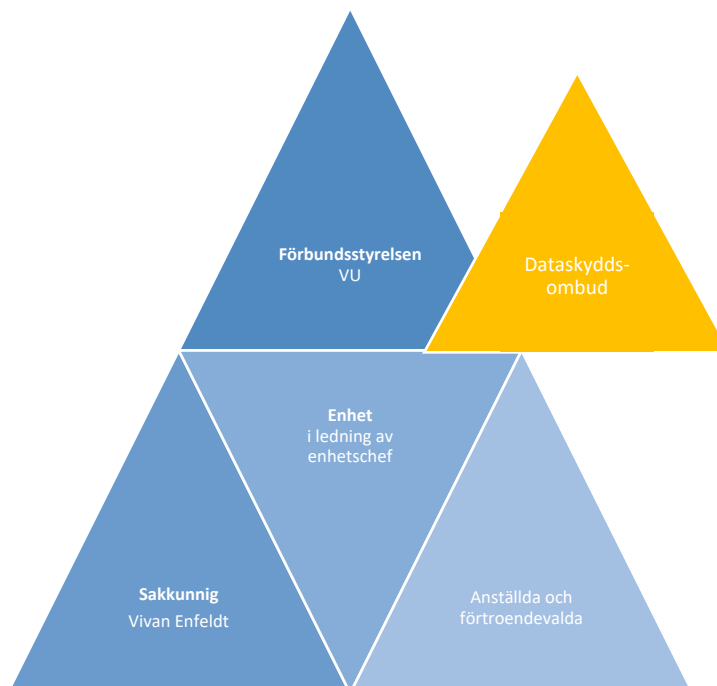 Förbundsstyrelsen
VU
Dataskydds-
ombud
Enhet
i ledning av
enhetschef
Sakkunnig
Vivan Enfeldt
Anställda och
förtroendevalda